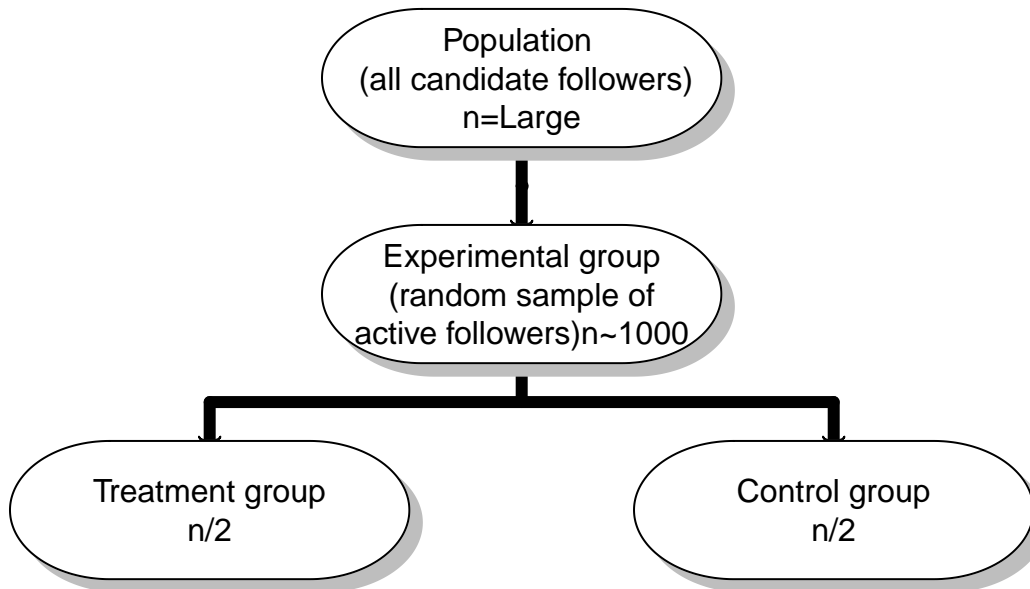 Population
(all candidate followers)
n=Large
Experimental group
(random sample of
active followers)n~1000
Treatment group
n/2
Control group
n/2